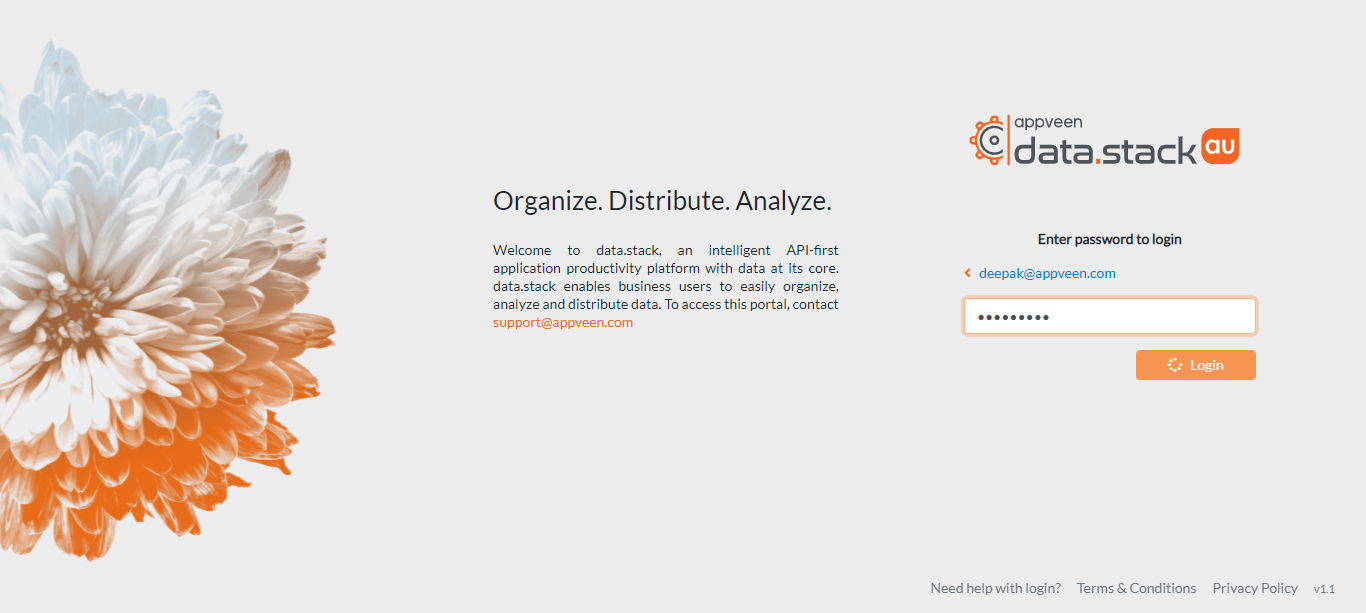 appveen
data.stack au
Organize. Distribute. Analyze.
Welcome to data.stack, an intelligent API-first
application productivity platform with data at its core.
data.stack enables business users to easily organize,
analyze and distribute data. To access this portal, contact
support@appveen.com
Enter password to login
deepak@appveen.com
•••••••••
Login
Need help with login? Terms & Conditions Privacy Policy v1.1